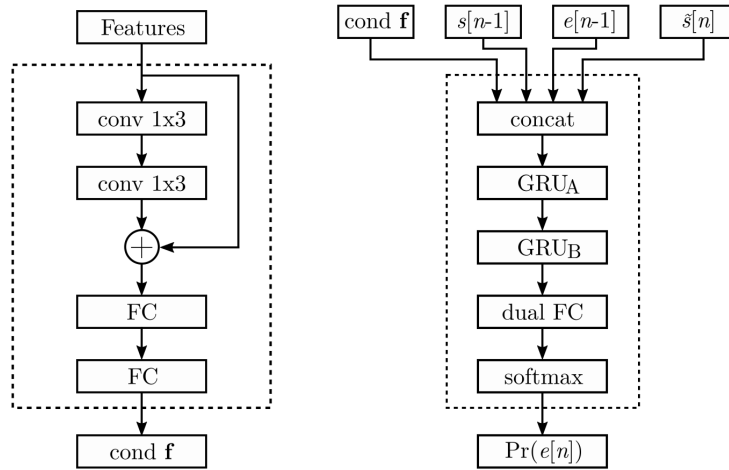 Features
conv 1x3
conv 1x3
+
FC
FC
cond f
cond f
s[n-1]
e[n-1]
s̃[n]
concat
GRU_A
GRU_B
dual FC
softmax
Pr(e[n])